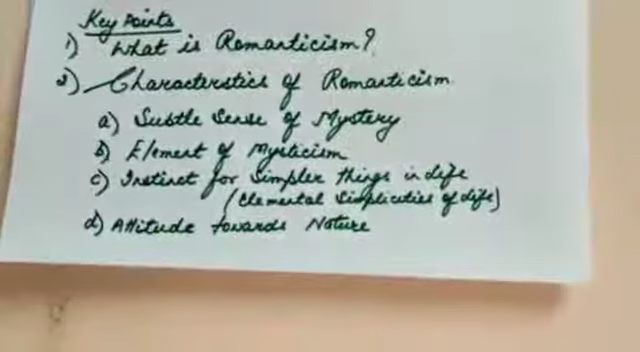 Key Points
1) What is Romanticism?
2) Characteristics of Romanticism
a) Subtle Sense of Mystery
b) Element of Mysticism
c) Instinct for Simpler things in life
(Elemental Simplicities of life)
d) Attitude towards Nature